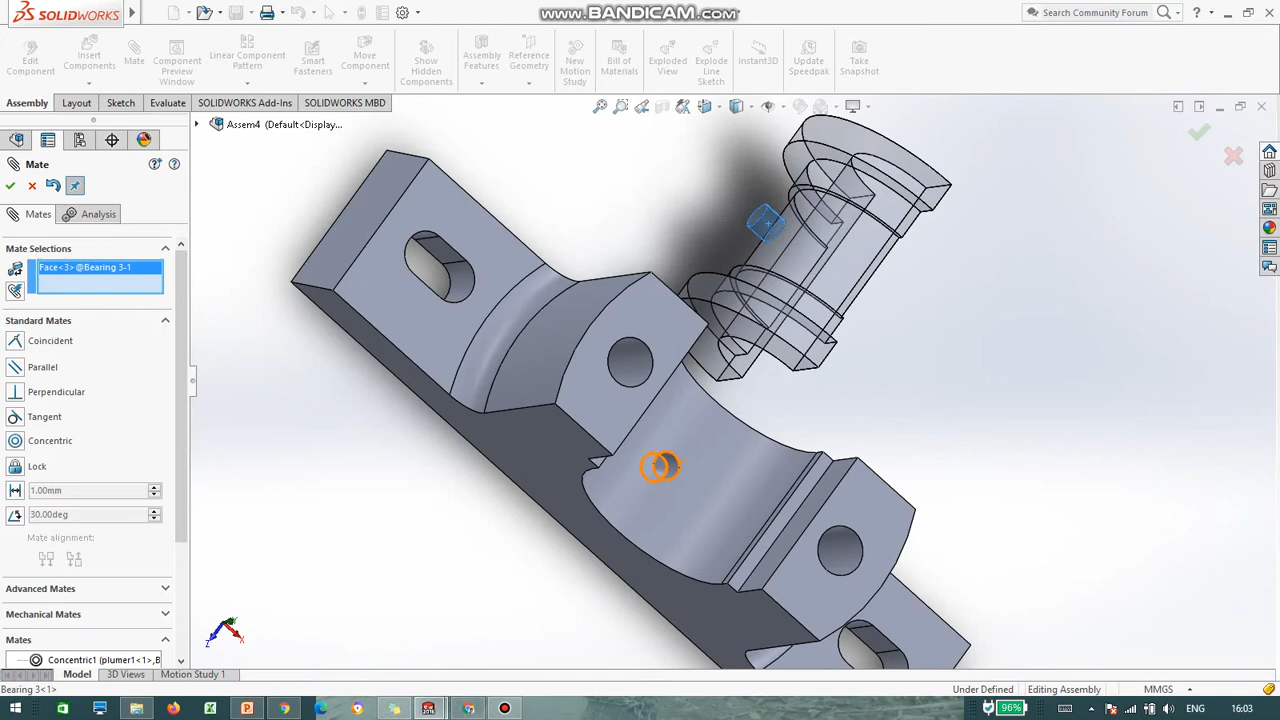 SOLIDWORKS
www.BANDICAM.com
Search Community Forum
?
Edit Component
Insert Components
Mate
Component Preview Window
Linear Component Pattern
Smart Fasteners
Move Component
Show Hidden Components
Assembly Features
Reference Geometry
New Motion Study
Bill of Materials
Exploded View
Explode Line Sketch
Instant3D
Update Speedpak
Take Snapshot
Assembly
Layout
Sketch
Evaluate
SOLIDWORKS Add-Ins
SOLIDWORKS MBD
Assem4 (Default<Display...
Mate
Mates
Analysis
Mate Selections
Face<3> @Bearing 3-1
Standard Mates
Coincident
Parallel
Perpendicular
Tangent
Concentric
Lock
1.00mm
30.00deg
Mate alignment:
Advanced Mates
Mechanical Mates
Mates
Concentric1 (plumer1<1>,B
Z
X
Model
3D Views
Motion Study 1
Bearing 3<1>
Under Defined
Editing Assembly
MMGS
2016
96%
ENG
16:03